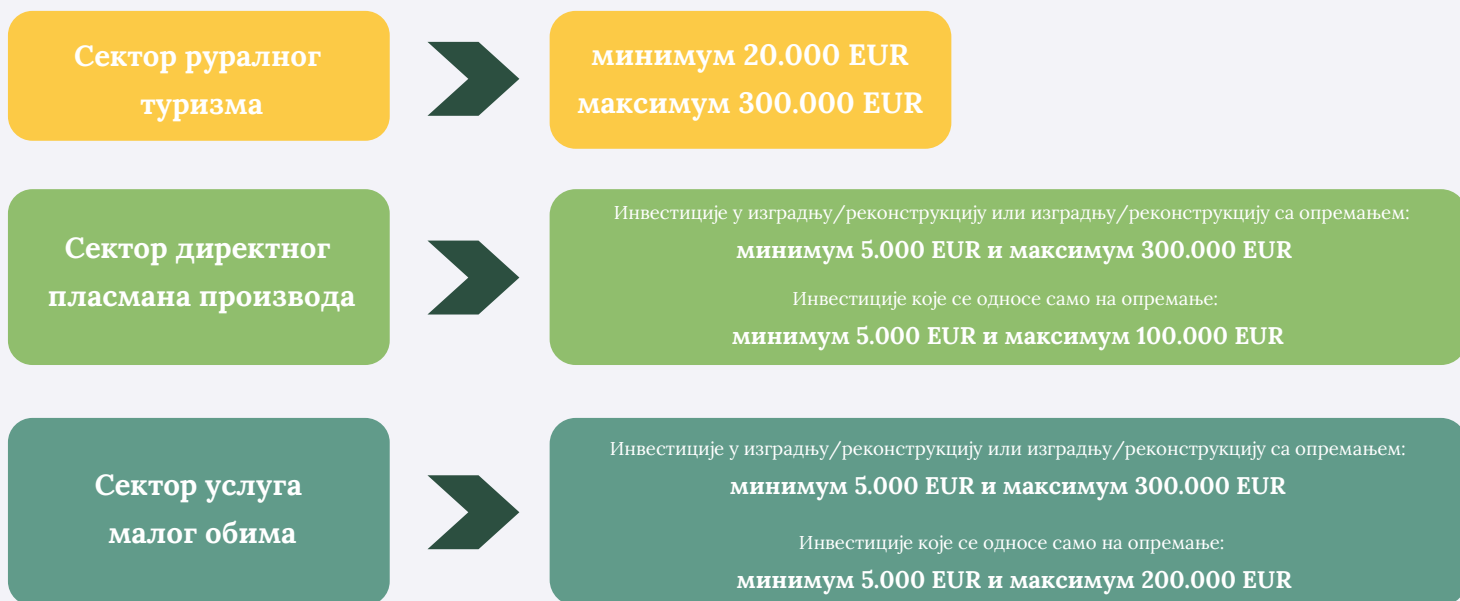 Сектор руралног
туризма
минимум 20.000 EUR
максимум 300.000 EUR
Сектор директног
пласмана производа
Инвестиције у изградњу/реконструкцију или изградњу/реконструкцију са опремањем:
минимум 5.000 EUR и максимум 300.000 EUR
Инвестиције које се односе само на опремање:
минимум 5.000 EUR и максимум 100.000 EUR
Сектор услуга
малог обима
Инвестиције у изградњу/реконструкцију или изградњу/реконструкцију са опремањем:
минимум 5.000 EUR и максимум 300.000 EUR
Инвестиције које се односе само на опремање:
минимум 5.000 EUR и максимум 200.000 EUR